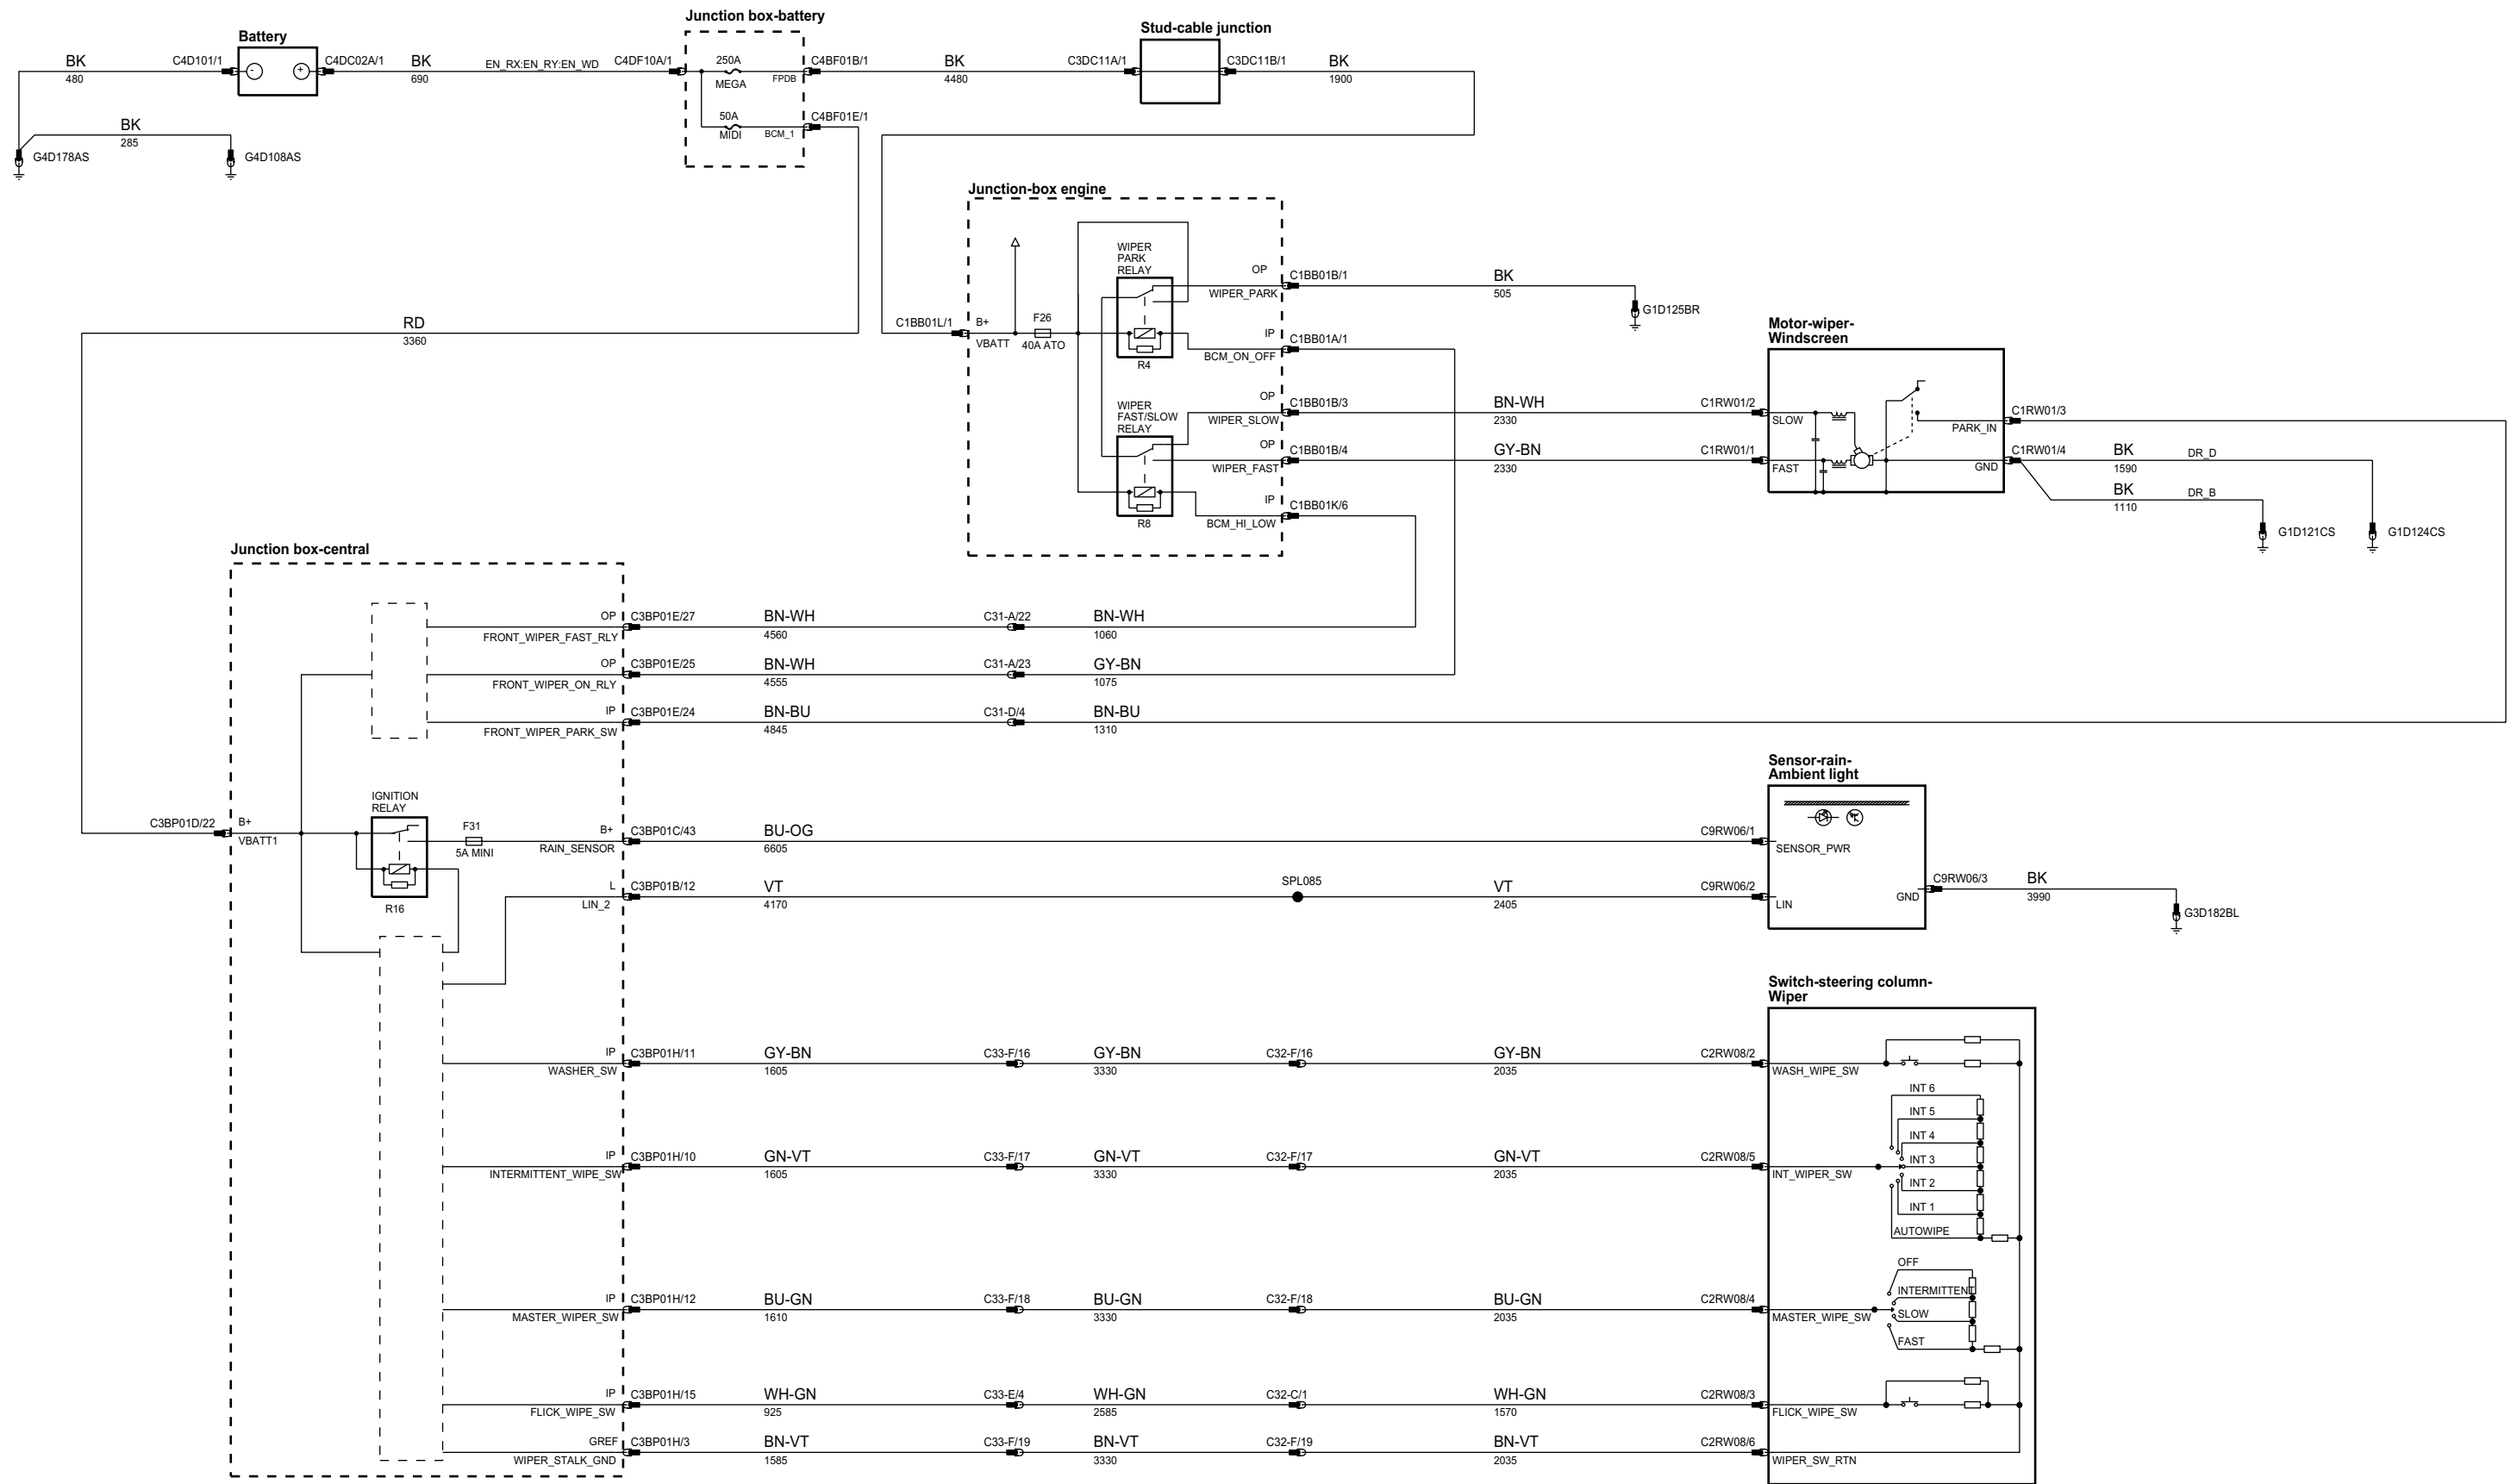 Junction box-battery
Battery
Stud-cable junction
BK
480
C4D101/1
-
+
C4DC02A/1
BK
690
EN_RX:EN_RY:EN_WD
C4DF10A/1
250A
MEGA
FPDB
C4BF01B/1
BK
4480
C3DC11A/1
C3DC11B/1
BK
1900
50A
MIDI
BCM_1
C4BF01E/1
BK
285
G4D178AS
G4D108AS
Junction-box engine
WIPER
PARK
RELAY
OP
WIPER_PARK
C1BB01B/1
BK
505
G1D125BR
RD
3360
C1BB01L/1
B+
VBATT
F26
40A ATO
R4
IP
BCM_ON_OFF
C1BB01A/1
Motor-wiper-
Windscreen
WIPER
FAST/SLOW
RELAY
OP
WIPER_SLOW
C1BB01B/3
BN-WH
2330
C1RW01/2
SLOW
PARK_IN
C1RW01/3
OP
WIPER_FAST
C1BB01B/4
GY-BN
2330
C1RW01/1
FAST
GND
C1RW01/4
BK
1590
DR_D
BK
1110
DR_B
G1D121CS
G1D124CS
R8
IP
BCM_HI_LOW
C1BB01K/6
Junction box-central
OP
FRONT_WIPER_FAST_RLY
C3BP01E/27
BN-WH
4560
C31-A/22
BN-WH
1060
OP
FRONT_WIPER_ON_RLY
C3BP01E/25
BN-WH
4555
C31-A/23
GY-BN
1075
IP
FRONT_WIPER_PARK_SW
C3BP01E/24
BN-BU
4845
C31-D/4
BN-BU
1310
Sensor-rain-
Ambient light
C3BP01D/22
B+
VBATT1
IGNITION
RELAY
R16
F31
5A MINI
B+
RAIN_SENSOR
C3BP01C/43
BU-OG
6605
C9RW06/1
SENSOR_PWR
L
LIN_2
C3BP01B/12
VT
4170
SPL085
VT
2405
C9RW06/2
LIN
GND
C9RW06/3
BK
3990
G3D182BL
Switch-steering column-
Wiper
IP
WASHER_SW
C3BP01H/11
GY-BN
1605
C33-F/16
GY-BN
3330
C32-F/16
GY-BN
2035
C2RW08/2
WASH_WIPE_SW
INT 6
INT 5
INT 4
INT 3
INT 2
INT 1
AUTOWIPE
IP
INTERMITTENT_WIPE_SW
C3BP01H/10
GN-VT
1605
C33-F/17
GN-VT
3330
C32-F/17
GN-VT
2035
C2RW08/5
INT_WIPER_SW
OFF
INTERMITTENT
SLOW
FAST
IP
MASTER_WIPER_SW
C3BP01H/12
BU-GN
1610
C33-F/18
BU-GN
3330
C32-F/18
BU-GN
2035
C2RW08/4
MASTER_WIPE_SW
IP
FLICK_WIPE_SW
C3BP01H/15
WH-GN
925
C33-E/4
WH-GN
2585
C32-C/1
WH-GN
1570
C2RW08/3
FLICK_WIPE_SW
GREF
WIPER_STALK_GND
C3BP01H/3
BN-VT
1585
C33-F/19
BN-VT
3330
C32-F/19
BN-VT
2035
C2RW08/6
WIPER_SW_RTN